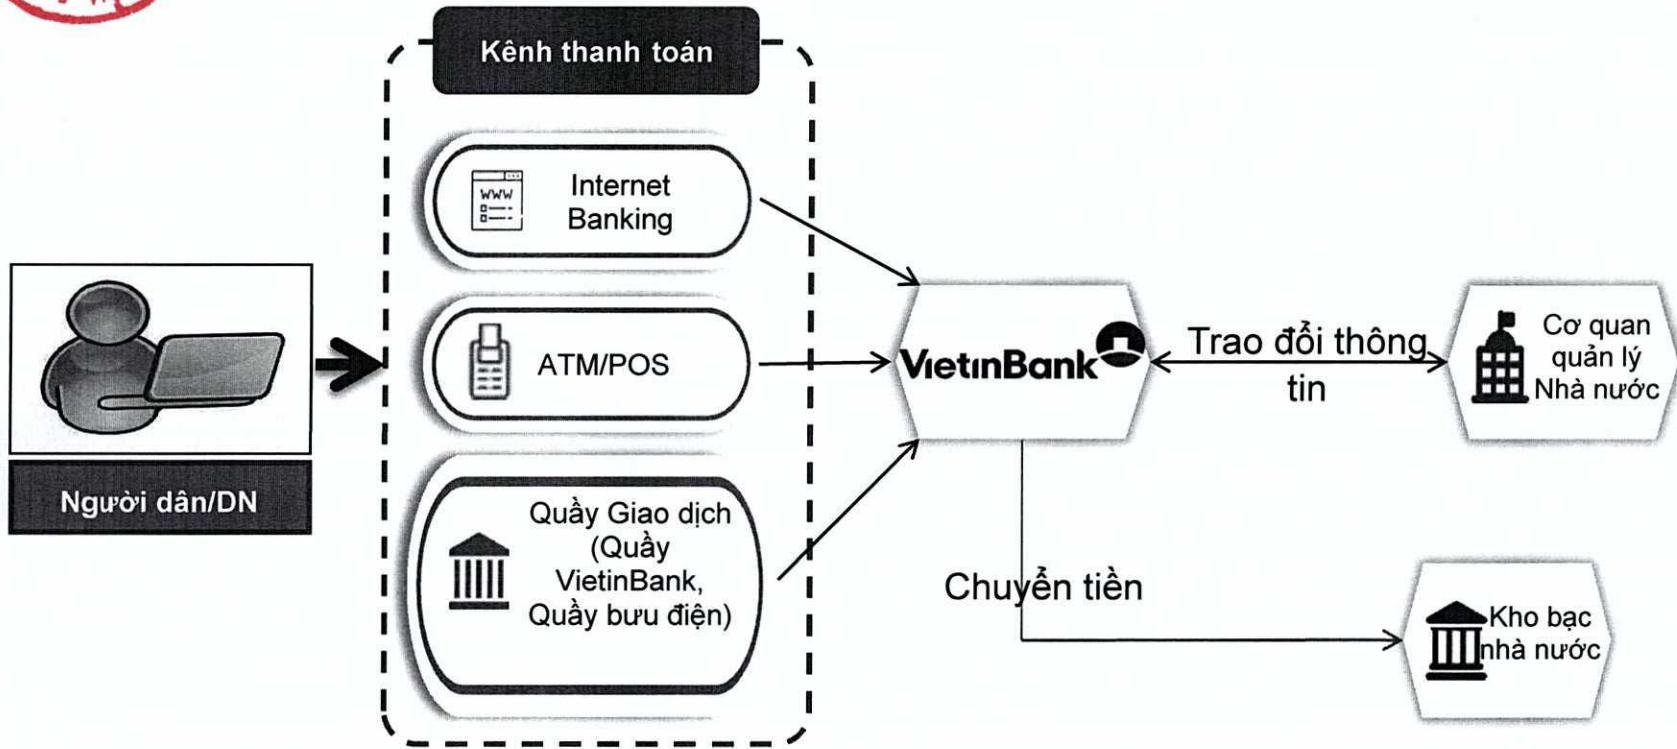 Kênh thanh toán
WWW
Internet
Banking
ATM/POS
Quầy Giao dịch
(Quầy
VietinBank,
Quầy bưu điện)
Người dân/DN
VietinBank
Trao đổi thông
tin
Cơ quan
quản lý
Nhà nước
Chuyển tiền
Kho bạc
nhà nước